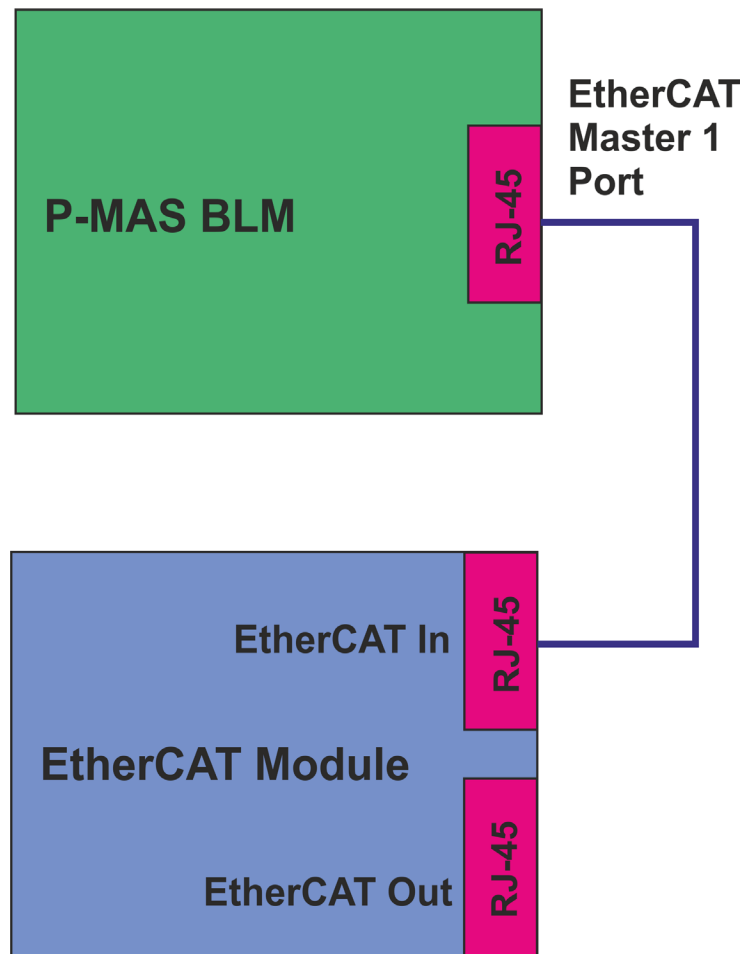 EtherCAT
Master 1
Port
P-MAS BLM
RJ-45
EtherCAT In
RJ-45
EtherCAT Module
EtherCAT Out
RJ-45